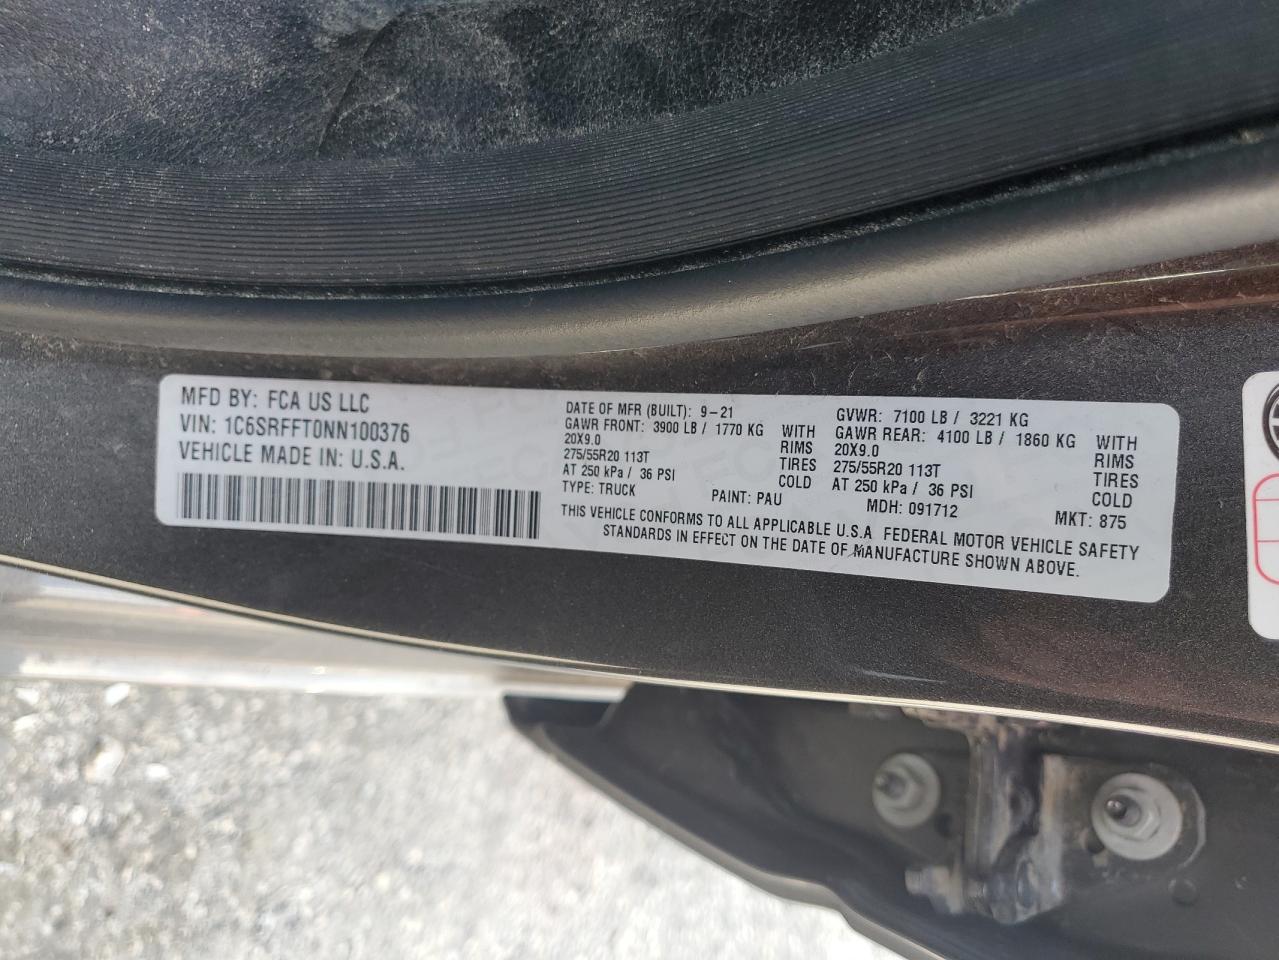 MFD BY: FCA US LLC
VIN: 1C6SRFFT0NN100376
VEHICLE MADE IN: U.S.A.
DATE OF MFR (BUILT): 9-21
GAWR FRONT: 3900 LB / 1770 KG WITH
20X9.0 RIMS
275/55R20 113T TIRES
AT 250 kPa / 36 PSI COLD
TYPE: TRUCK PAINT: PAU
GVWR: 7100 LB / 3221 KG
GAWR REAR: 4100 LB / 1860 KG WITH
20X9.0 RIMS
275/55R20 113T TIRES
AT 250 kPa / 36 PSI COLD
MDH: 091712 MKT: 875
THIS VEHICLE CONFORMS TO ALL APPLICABLE U.S.A FEDERAL MOTOR VEHICLE SAFETY
STANDARDS IN EFFECT ON THE DATE OF MANUFACTURE SHOWN ABOVE.